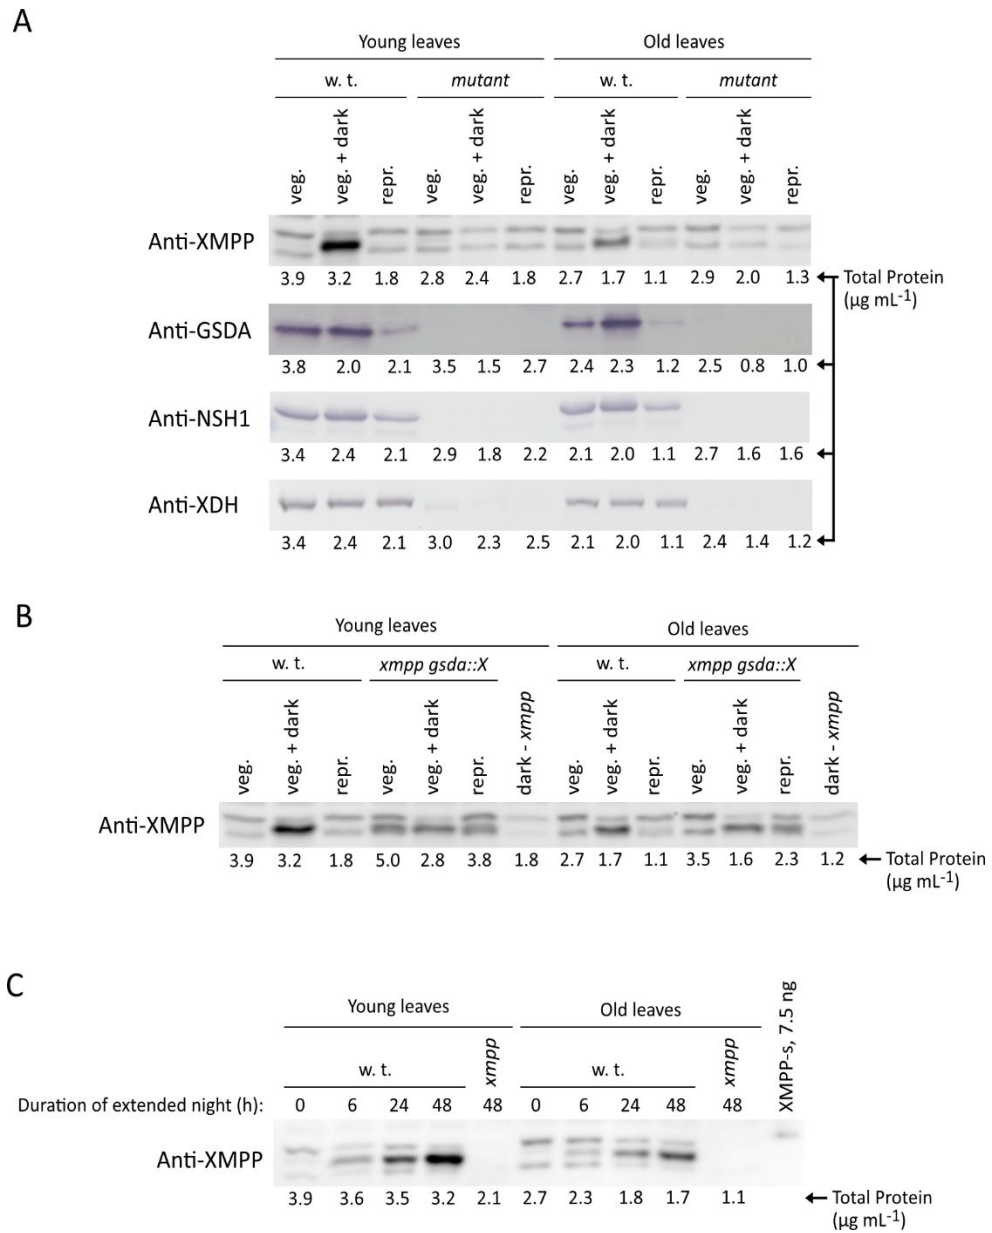 A
Young leaves Old leaves
w. t. mutant w. t. mutant
veg. veg. + dark repr. veg. veg. + dark repr. veg. veg. + dark repr. veg. veg. + dark repr.
Anti-XMPP
3.9 3.2 1.8 2.8 2.4 1.8 2.7 1.7 1.1 2.9 2.0 1.3 Total Protein
(µg mL-1)
Anti-GSDA
3.8 2.0 2.1 3.5 1.5 2.7 2.4 2.3 1.2 2.5 0.8 1.0
Anti-NSH1
3.4 2.4 2.1 2.9 1.8 2.2 2.1 2.0 1.1 2.7 1.6 1.6
Anti-XDH
3.4 2.4 2.1 3.0 2.3 2.5 2.1 2.0 1.1 2.4 1.4 1.2
B
Young leaves Old leaves
w. t. xmpp gsda::X w. t. xmpp gsda::X
veg. veg. + dark repr. veg. veg. + dark repr. dark - xmpp veg. veg. + dark repr. veg. veg. + dark repr. dark - xmpp
Anti-XMPP
3.9 3.2 1.8 5.0 2.8 3.8 1.8 2.7 1.7 1.1 3.5 1.6 2.3 1.2 Total Protein
(µg mL-1)
C
Young leaves Old leaves
w. t. xmpp w. t. xmpp XMPP-s, 7.5 ng
Duration of extended night (h): 0 6 24 48 48 0 6 24 48 48
Anti-XMPP
3.9 3.6 3.5 3.2 2.1 2.7 2.3 1.8 1.7 1.1 Total Protein
(µg mL-1)